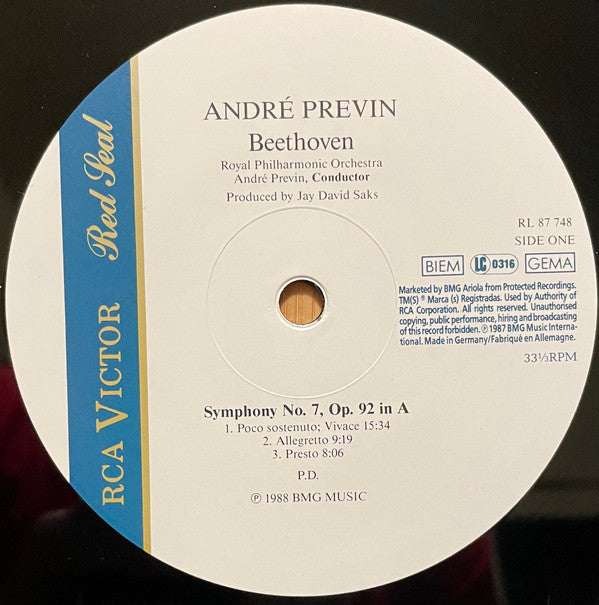 RCA VICTOR Red Seal
ANDRÉ PREVIN
Beethoven
Royal Philharmonic Orchestra
André Previn, Conductor
Produced by Jay David Saks
RL 87 748
SIDE ONE
BIEM LC 0316 GEMA
Marketed by BMG Ariola from Protected Recordings.
TM(S) ® Marca (s) Registradas. Used by Authority of
RCA Corporation. All rights reserved. Unauthorised
copying, public performance, hiring and broadcasting
of this record forbidden. ℗ 1987 BMG Music Interna-
tional. Made in Germany/Fabriqué en Allemagne.
33⅓RPM
Symphony No. 7, Op. 92 in A
1. Poco sostenuto; Vivace 15:34
2. Allegretto 9:19
3. Presto 8:06
P.D.
℗ 1988 BMG MUSIC